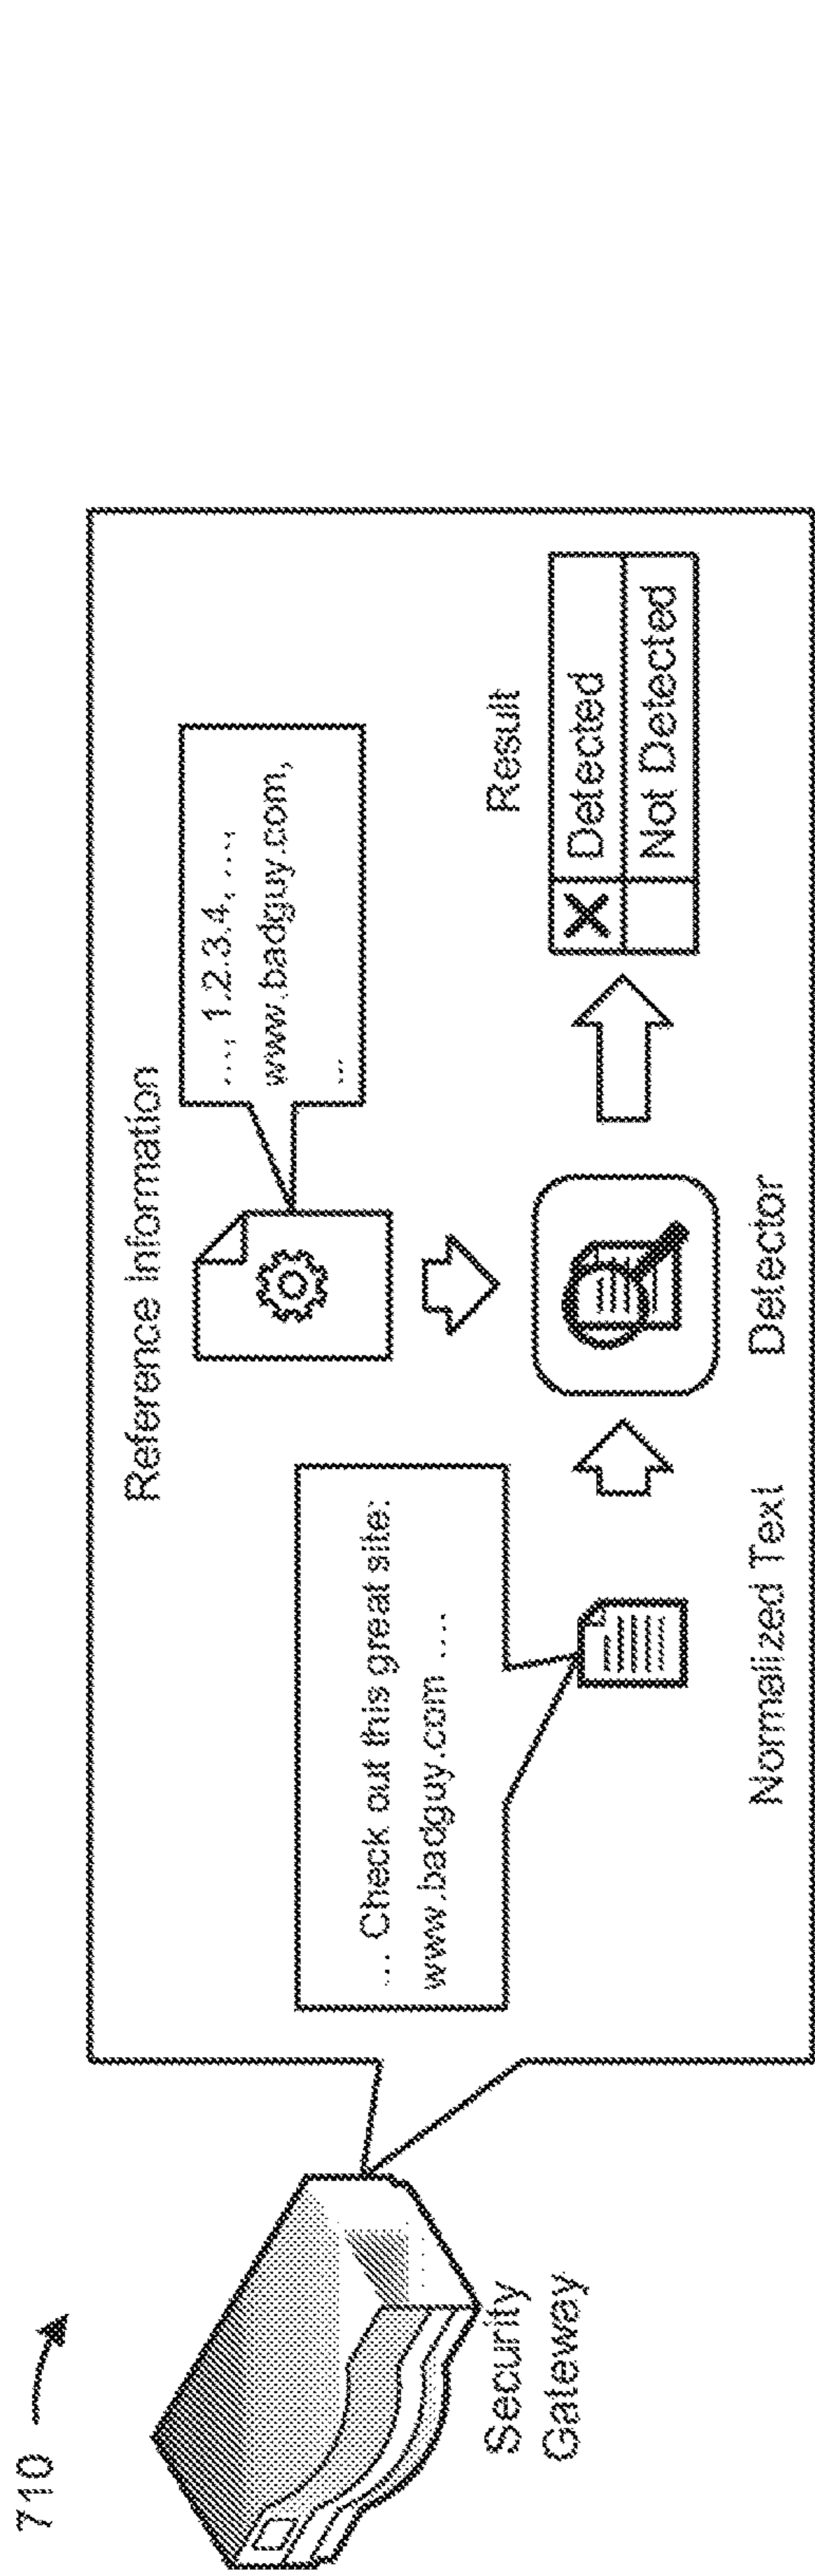 710
Security
Gateway
Reference Information
..., 1.2.3.4, ...,
www.badguy.com,
...
... Check out this great site:
www.badguy.com ....
Normalized Text
Detector
Result
X Detected
Not Detected